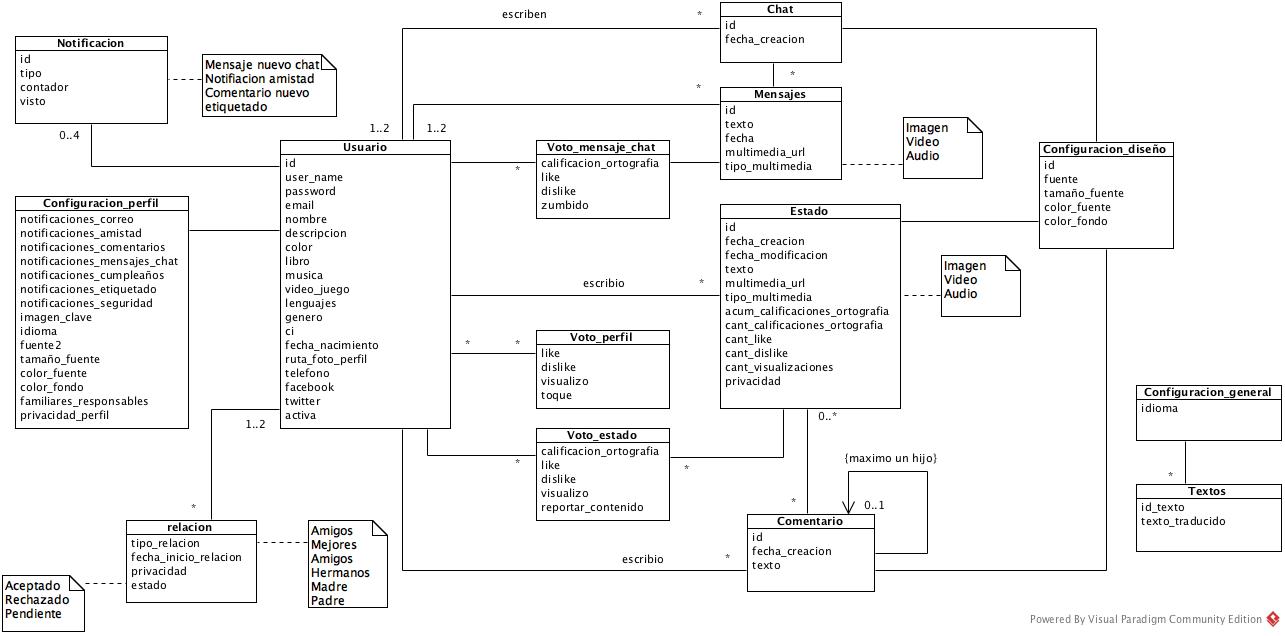 Chat
id
fecha_creacion
escriben
*
Notificacion
id
tipo
contador
visto
Mensaje nuevo chat
Notifiacion amistad
Comentario nuevo
etiquetado
0..4
*
*
Mensajes
id
texto
fecha
multimedia_url
tipo_multimedia
Imagen
Video
Audio
1..2
1..2
Usuario
id
user_name
password
email
nombre
descripcion
color
libro
musica
video_juego
lenguajes
genero
ci
fecha_nacimiento
ruta_foto_perfil
telefono
facebook
twitter
activa
Voto_mensaje_chat
calificacion_ortografia
like
dislike
zumbido
*
Configuracion_diseño
id
fuente
tamaño_fuente
color_fuente
color_fondo
Configuracion_perfil
notificaciones_correo
notificaciones_amistad
notificaciones_comentarios
notificaciones_mensajes_chat
notificaciones_cumpleaños
notificaciones_etiquetado
notificaciones_seguridad
imagen_clave
idioma
fuente2
tamaño_fuente
color_fuente
color_fondo
familiares_responsables
privacidad_perfil
Estado
id
fecha_creacion
fecha_modificacion
texto
multimedia_url
tipo_multimedia
acum_calificaciones_ortografia
cant_calificaciones_ortografia
cant_like
cant_dislike
cant_visualizaciones
privacidad
Imagen
Video
Audio
escribio
*
*
*
Voto_perfil
like
dislike
visualizo
toque
1..2
*
Voto_estado
calificacion_ortografia
like
dislike
visualizo
reportar_contenido
*
*
0..*
{maximo un hijo}
0..1
*
Comentario
id
fecha_creacion
texto
escribio
*
Configuracion_general
idioma
*
Textos
id_texto
texto_traducido
relacion
tipo_relacion
fecha_inicio_relacion
privacidad
estado
Amigos
Mejores
Amigos
Hermanos
Madre
Padre
Aceptado
Rechazado
Pendiente
Powered By Visual Paradigm Community Edition